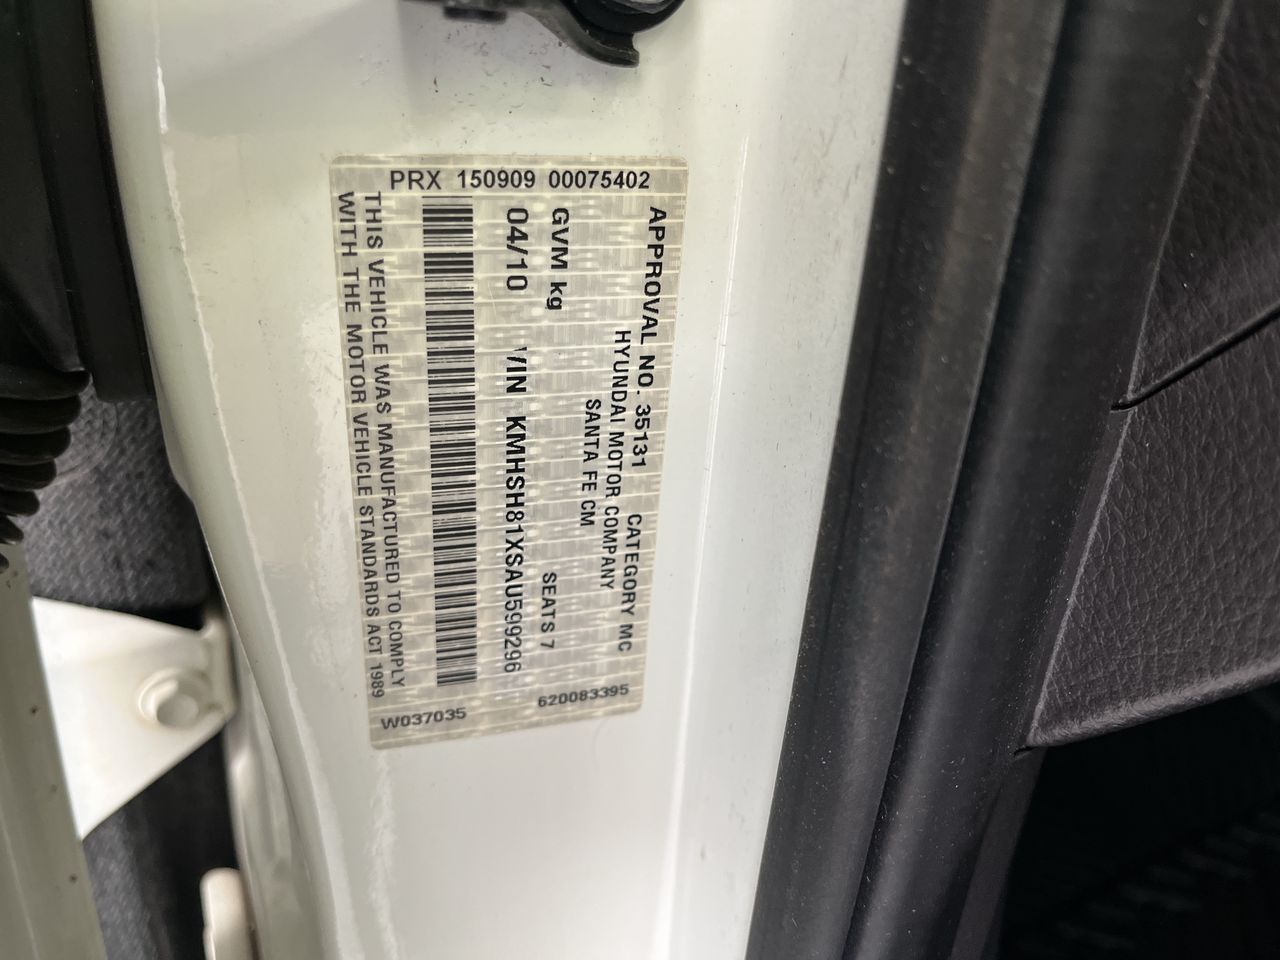 PRX 150909 00075402
APPROVAL NO. 35131 CATEGORY MC
HYUNDAI MOTOR COMPANY
SANTA FE CM
GVM kg SEATS 7
04/10 VIN KMHSH81XSAU599296
THIS VEHICLE WAS MANUFACTURED TO COMPLY
WITH THE MOTOR VEHICLE STANDARDS ACT 1989
W037035 620083395